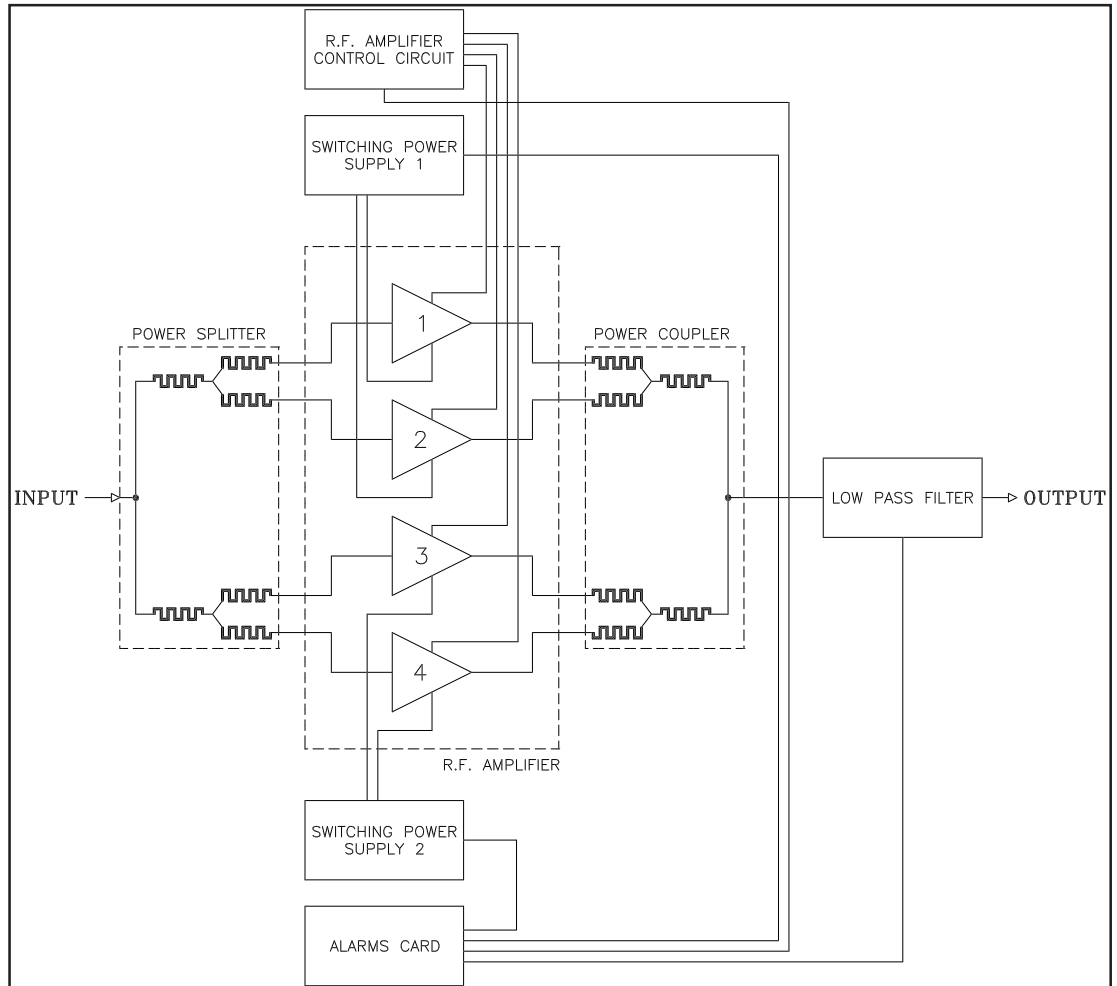 R.F. AMPLIFIER
CONTROL CIRCUIT
SWITCHING POWER
SUPPLY 1
POWER SPLITTER
1
POWER COUPLER
2
INPUT
LOW PASS FILTER
OUTPUT
3
4
R.F. AMPLIFIER
SWITCHING POWER
SUPPLY 2
ALARMS CARD